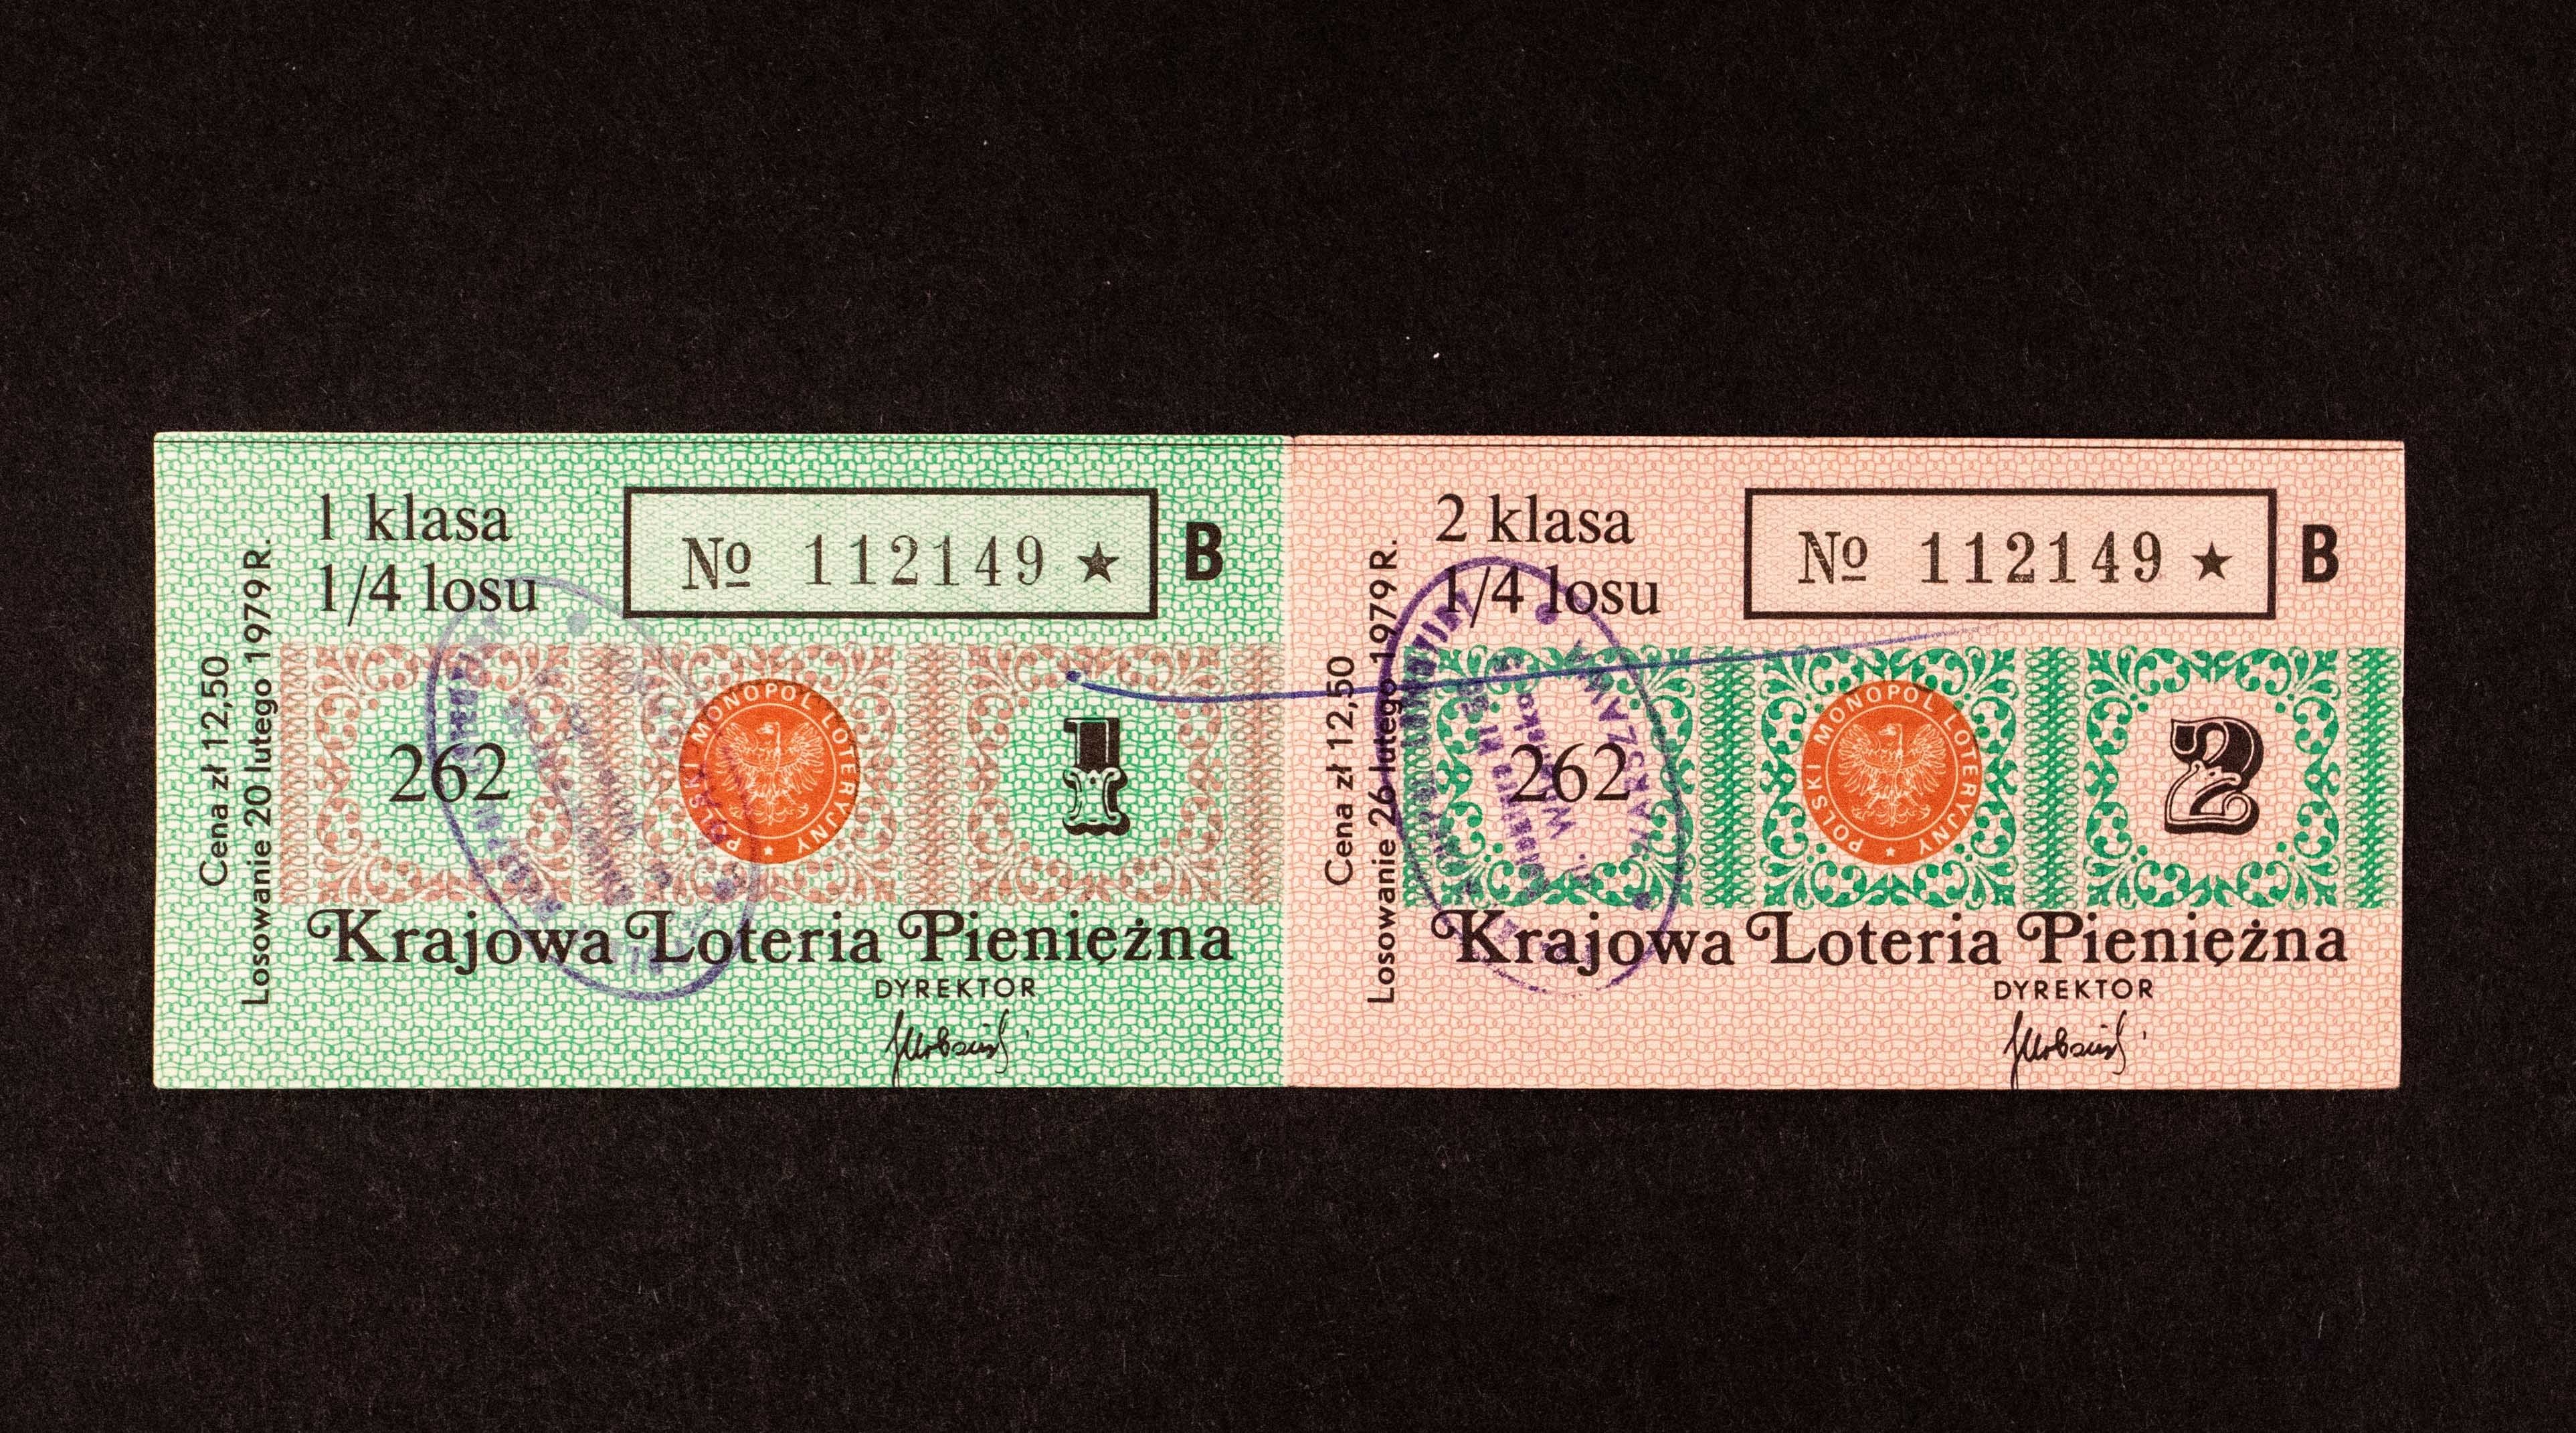 1 klasa
1/4 losu
№ 112149 ★
B
Cena zł 12,50
Losowanie 20 lutego 1979 R.
262
POLSKI MONOPOL LOTERYJNY ★
1
Krajowa Loteria Pieniężna
DYREKTOR
2 klasa
1/4 losu
№ 112149 ★
B
Cena zł 12,50
Losowanie 26 lutego 1979 R.
262
WARSZAWA
POLSKI MONOPOL LOTERYJNY ★
2
Krajowa Loteria Pieniężna
DYREKTOR